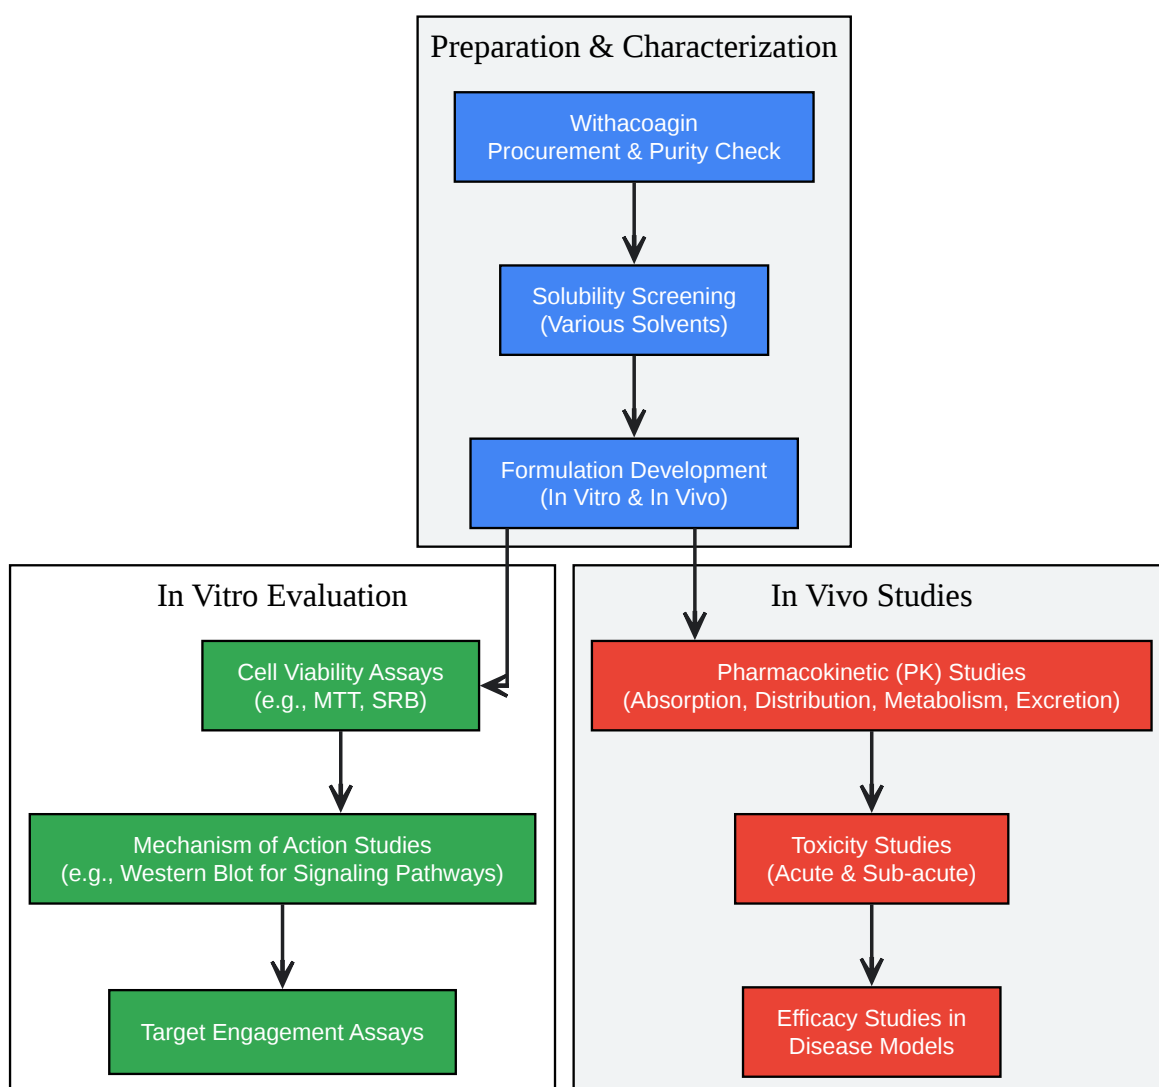 Preparation & Characterization
Withacoagin
Procurement & Purity Check
Solubility Screening
(Various Solvents)
Formulation Development
(In Vitro & In Vivo)
In Vitro Evaluation
Cell Viability Assays
(e.g., MTT, SRB)
Mechanism of Action Studies
(e.g., Western Blot for Signaling Pathways)
Target Engagement Assays
In Vivo Studies
Pharmacokinetic (PK) Studies
(Absorption, Distribution, Metabolism, Excretion)
Toxicity Studies
(Acute & Sub-acute)
Efficacy Studies in
Disease Models